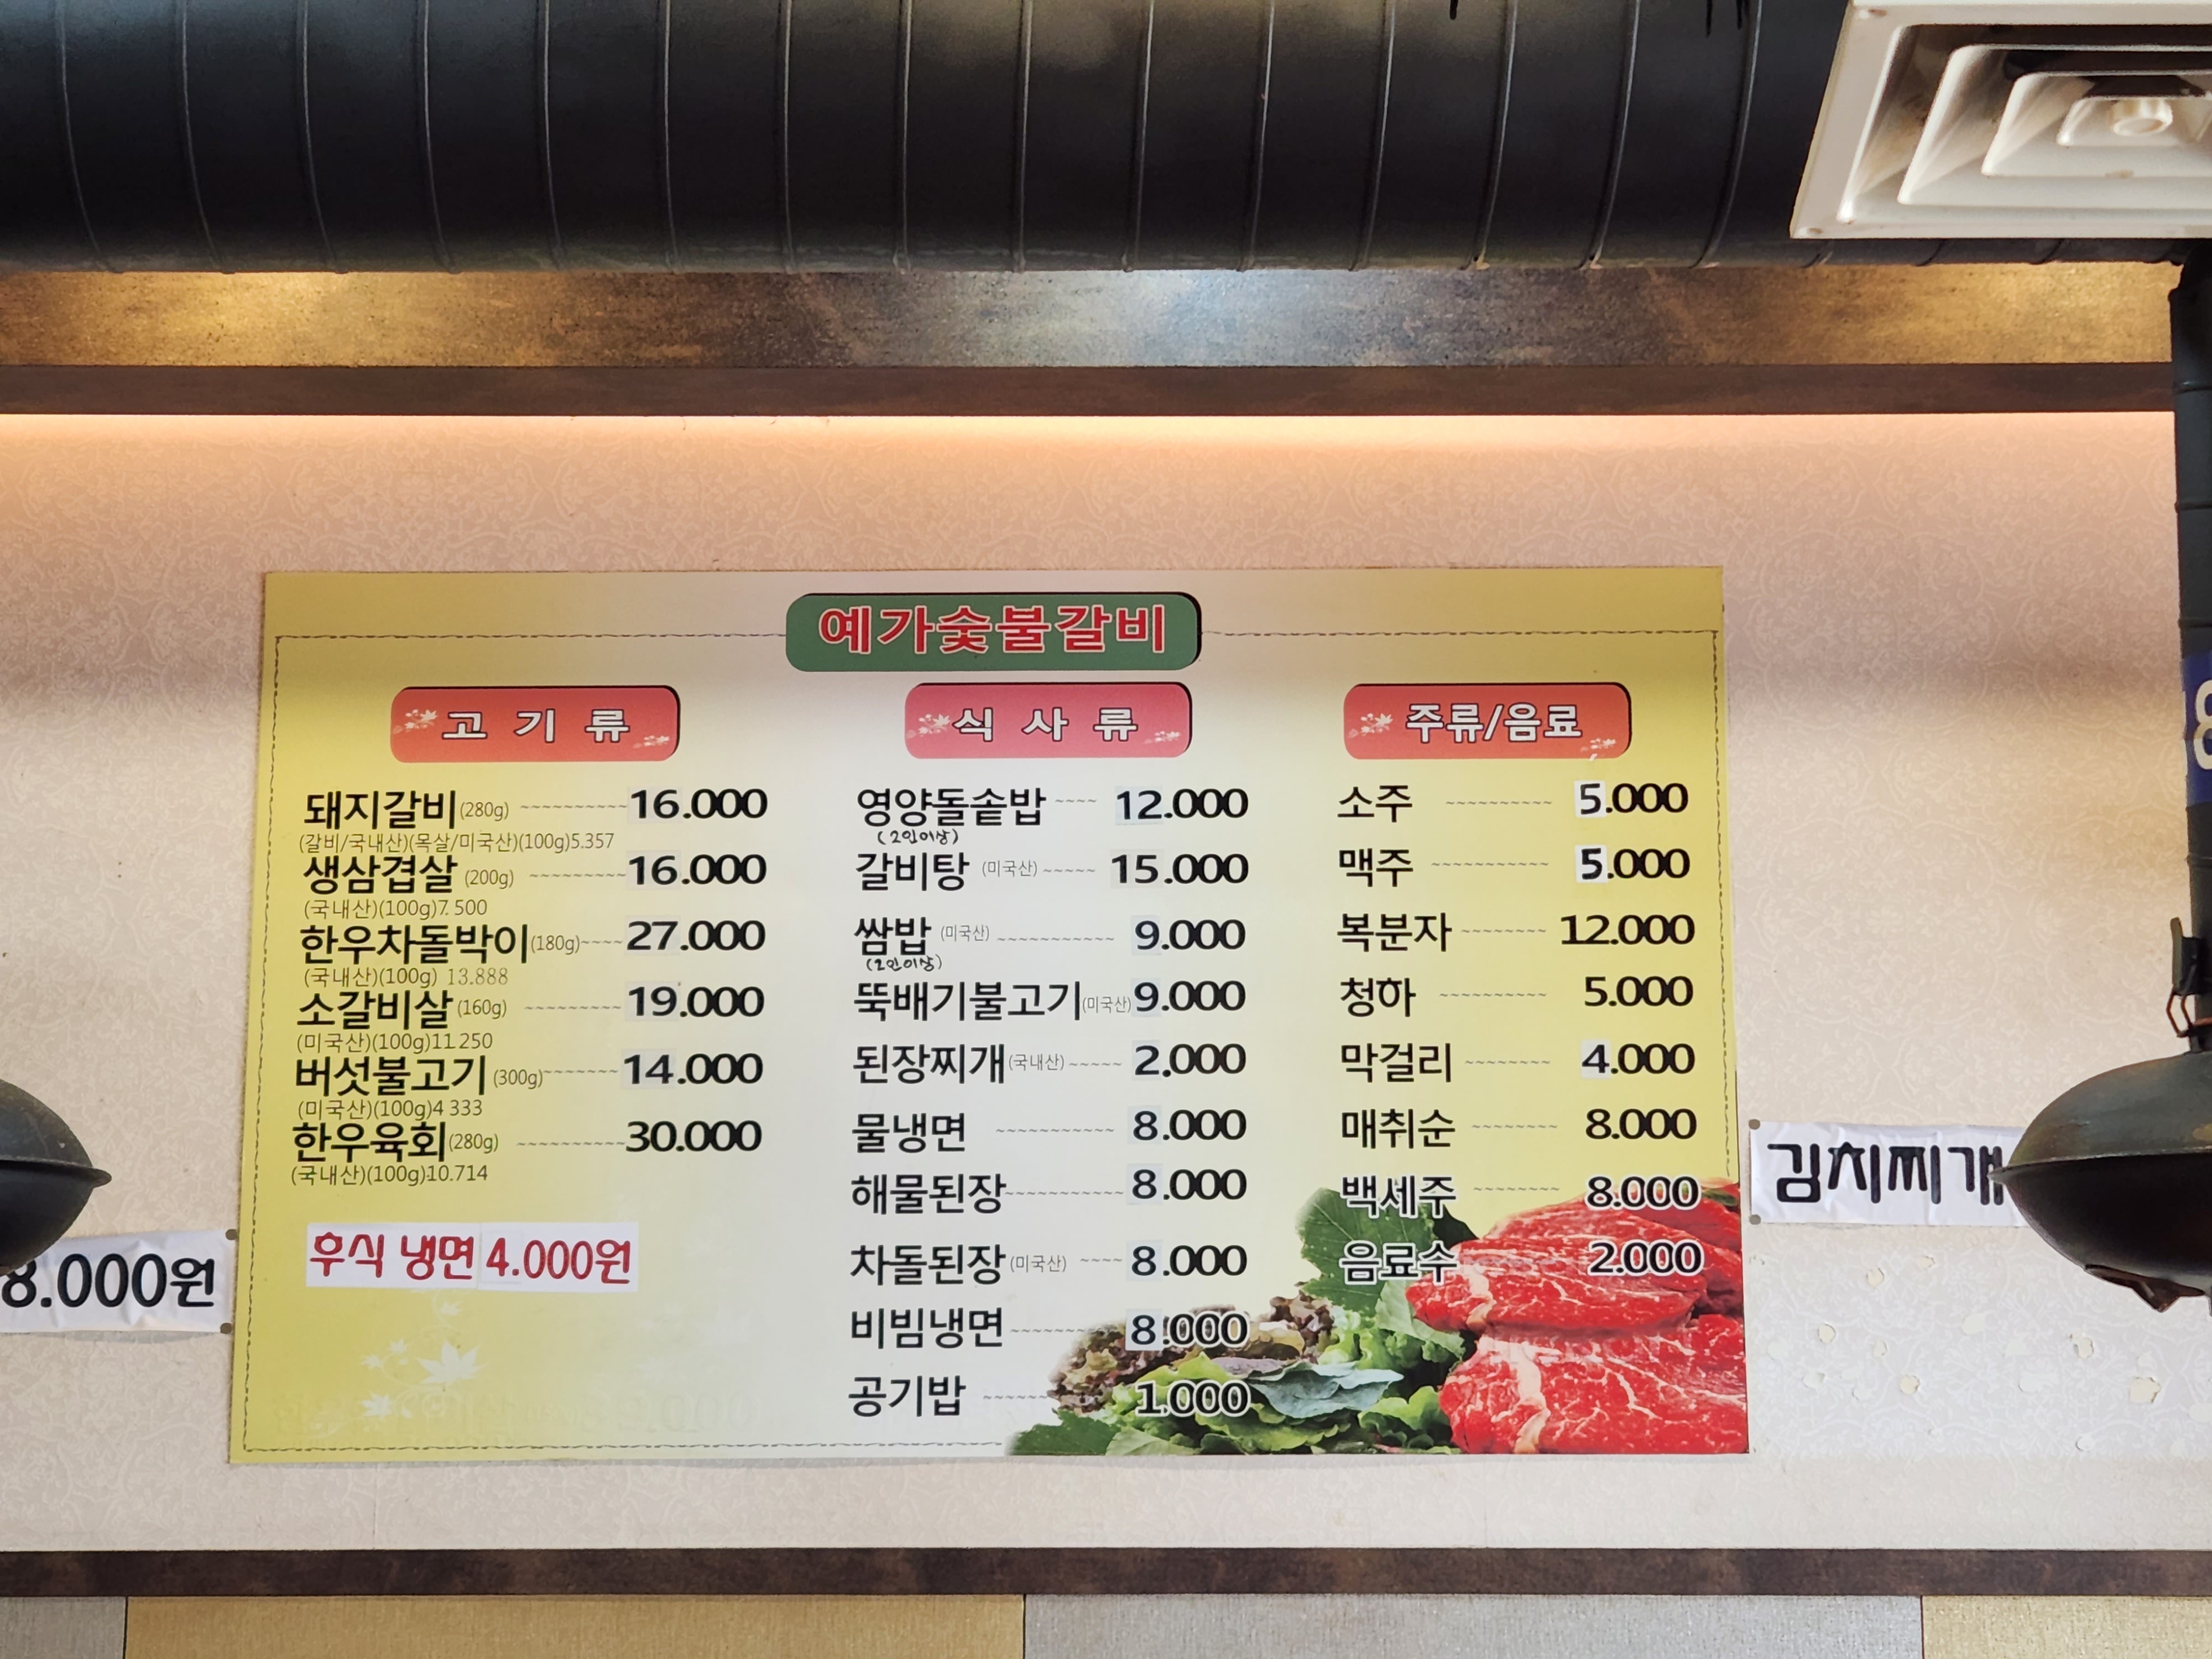 예가숯불갈비
고기류
돼지갈비(280g) 16.000
(갈비/국내산)(목살/미국산)(100g)5.357
생삼겹살 (200g) 16.000
(국내산)(100g)7.500
한우차돌박이(180g) 27.000
(국내산)(100g) 13.888
소갈비살(160g) 19.000
(미국산)(100g)11.250
버섯불고기(300g) 14.000
(미국산)(100g)4 333
한우육회(280g) 30.000
(국내산)(100g)10.714
후식 냉면 4.000원
식사류
영양돌솥밥 12.000
(2인이상)
갈비탕 (미국산) 15.000
쌈밥 (미국산) 9.000
(2인이상)
뚝배기불고기(미국산) 9.000
된장찌개(국내산) 2.000
물냉면 8.000
해물된장 8.000
차돌된장(미국산) 8.000
비빔냉면 8.000
공기밥 1.000
주류/음료
소주 5.000
맥주 5.000
복분자 12.000
청하 5.000
막걸리 4.000
매취순 8.000
백세주 8.000
음료수 2.000
8.000원
김치찌개
8